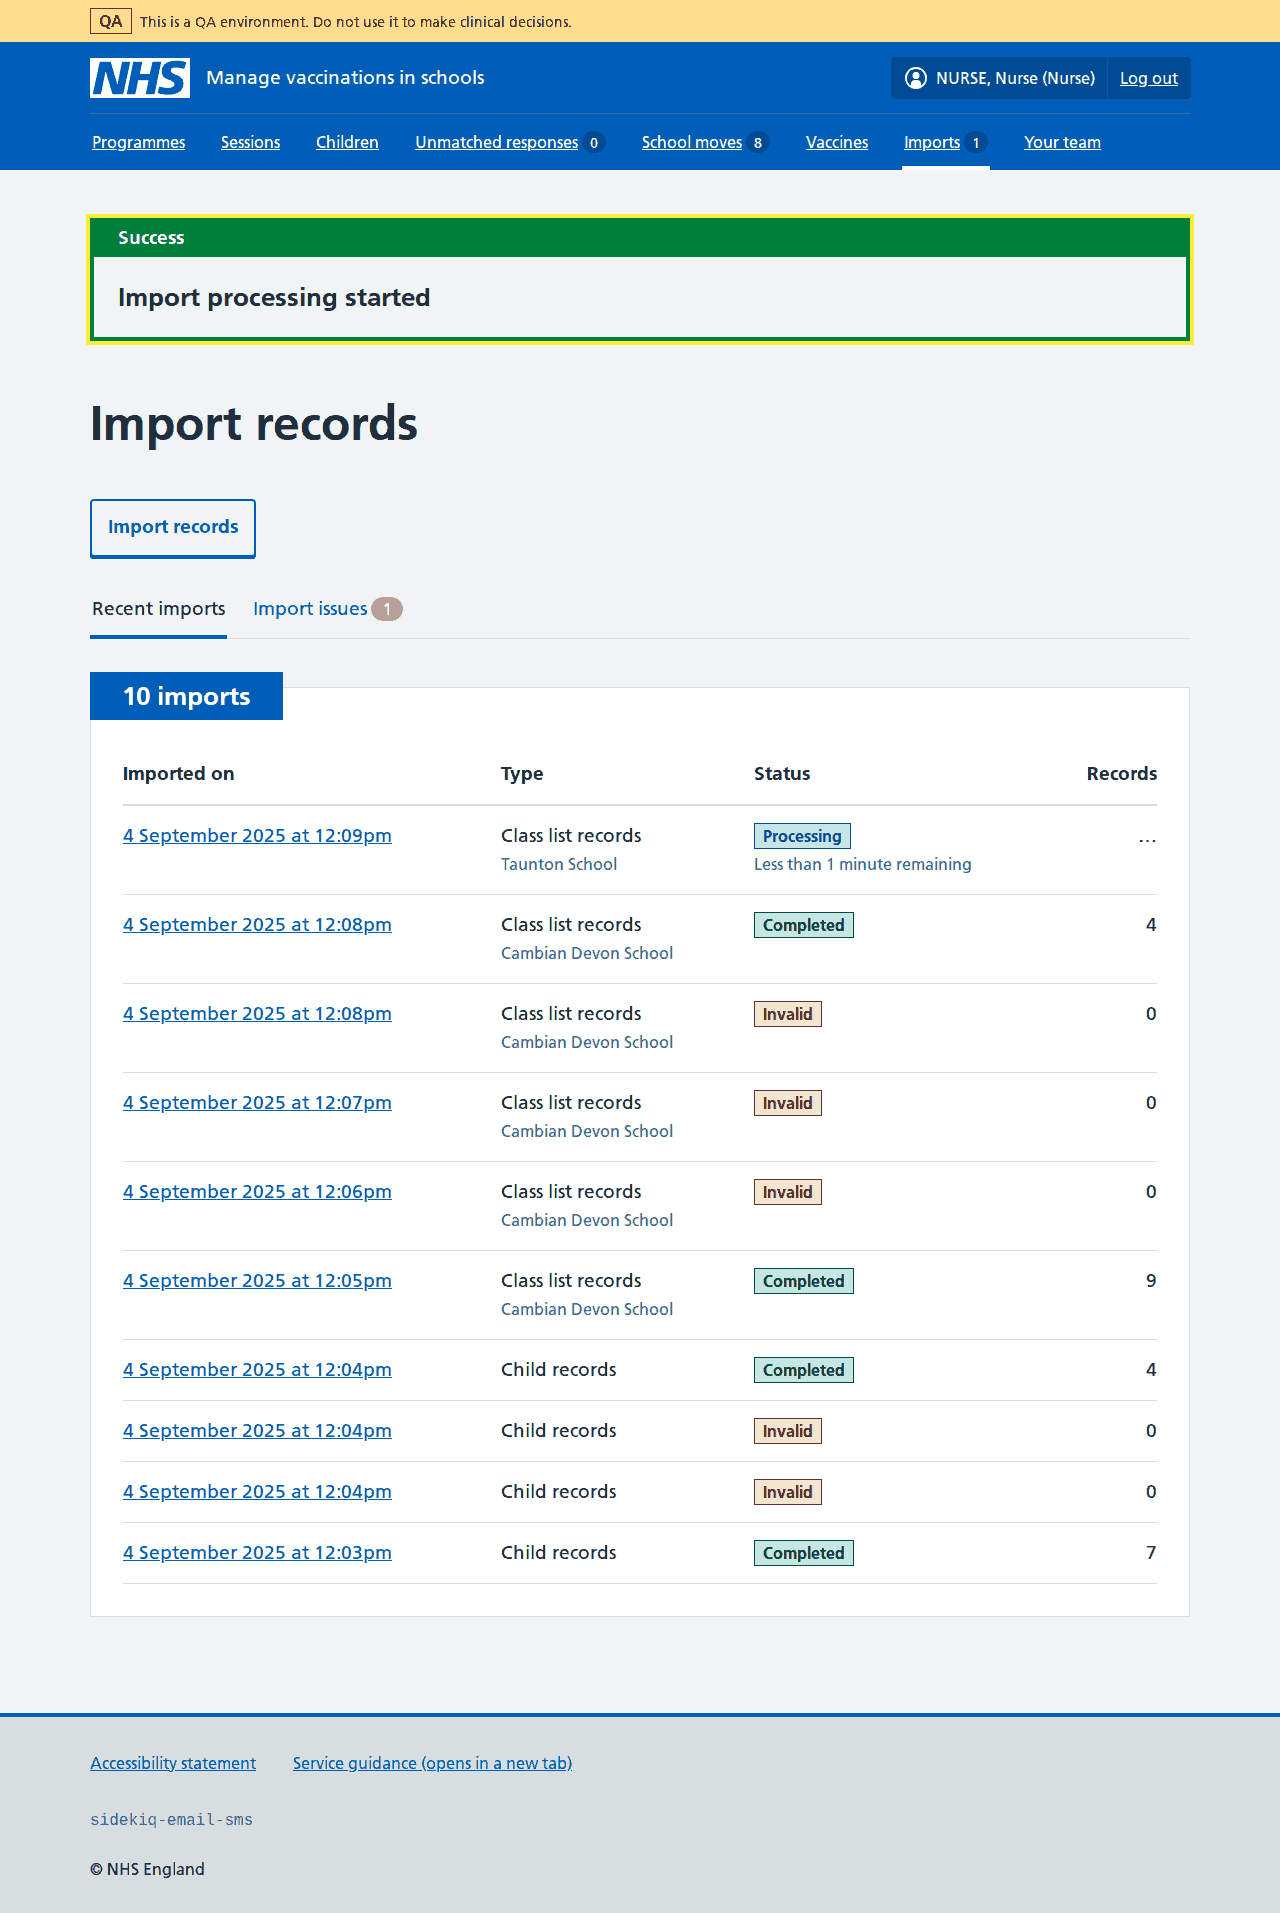 QA This is a QA environment. Do not use it to make clinical decisions.
NHS Manage vaccinations in schools NURSE, Nurse (Nurse) Log out
Programmes Sessions Children Unmatched responses 0 School moves 8 Vaccines Imports 1 Your team
Success
Import processing started
Import records
Import records
Recent imports Import issues 1
10 imports
Imported on Type Status Records
4 September 2025 at 12:09pm Class list records Processing …
Taunton School Less than 1 minute remaining
4 September 2025 at 12:08pm Class list records Completed 4
Cambian Devon School
4 September 2025 at 12:08pm Class list records Invalid 0
Cambian Devon School
4 September 2025 at 12:07pm Class list records Invalid 0
Cambian Devon School
4 September 2025 at 12:06pm Class list records Invalid 0
Cambian Devon School
4 September 2025 at 12:05pm Class list records Completed 9
Cambian Devon School
4 September 2025 at 12:04pm Child records Completed 4
4 September 2025 at 12:04pm Child records Invalid 0
4 September 2025 at 12:04pm Child records Invalid 0
4 September 2025 at 12:03pm Child records Completed 7
Accessibility statement Service guidance (opens in a new tab)
sidekiq-email-sms
© NHS England